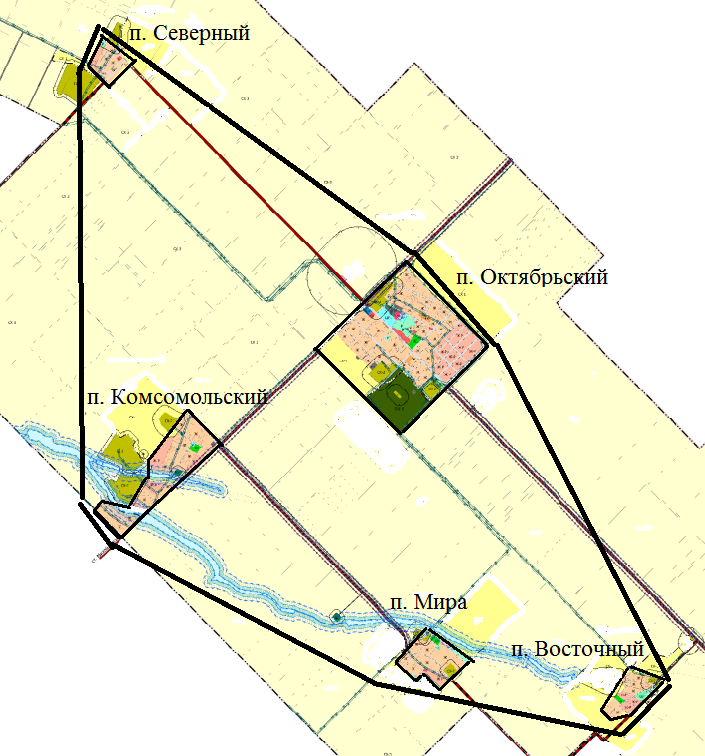 п. Северный
п. Октябрьский
п. Комсомольский
п. Мира
п. Восточный